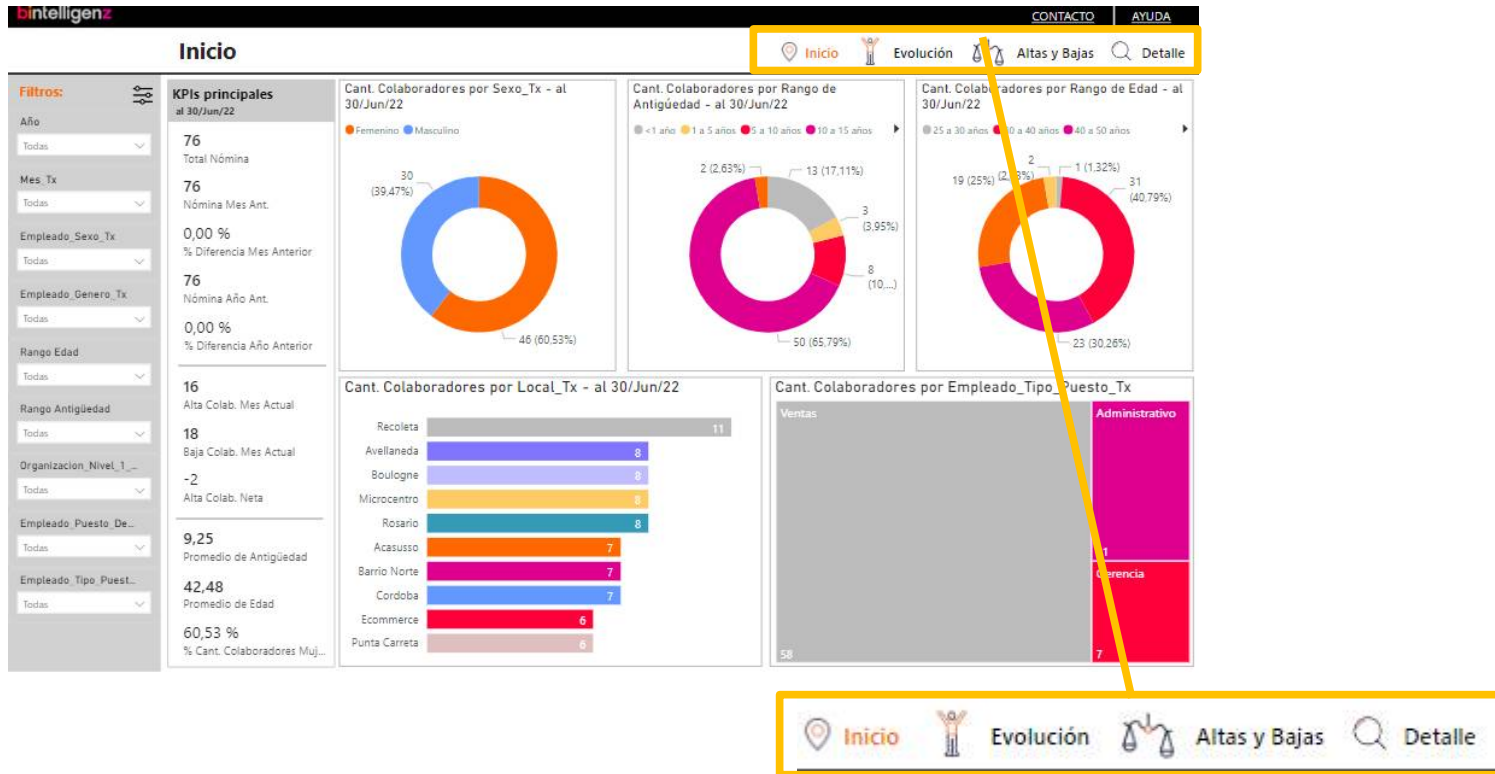 bintelligenz
CONTACTO
AYUDA
Inicio
Inicio
Evolución
Altas y Bajas
Detalle
Filtros:
Año
Todas
Mes_Tx
Todas
Empleado_Sexo_Tx
Todas
Empleado_Genero_Tx
Todas
Rango Edad
Todas
Rango Antigüedad
Todas
Organizacion_Nivel_1_...
Todas
Empleado_Puesto_De...
Todas
Empleado_Tipo_Puest...
Todas
KPIs principales
al 30/Jun/22
76
Total Nómina
76
Nómina Mes Ant.
0,00 %
% Diferencia Mes Anterior
76
Nómina Año Ant.
0,00 %
% Diferencia Año Anterior
16
Alta Colab. Mes Actual
18
Baja Colab. Mes Actual
-2
Alta Colab. Neta
9,25
Promedio de Antigüedad
42,48
Promedio de Edad
60,53 %
% Cant. Colaboradores Muj...
Cant. Colaboradores por Sexo_Tx - al
30/Jun/22
Femenino Masculino
30
(39,47%)
46 (60,53%)
Cant. Colaboradores por Rango de
Antigüedad - al 30/Jun/22
<1 año 1 a 5 años 5 a 10 años 10 a 15 años
2 (2,63%)
13 (17,11%)
3
(3,95%)
8
(10,...)
50 (65,79%)
Cant. Colaboradores por Rango de Edad - al
30/Jun/22
25 a 30 años a 40 años 40 a 50 años
2
1 (1,32%)
19 (25%)
31
(40,79%)
23 (30,26%)
Cant. Colaboradores por Local_Tx - al 30/Jun/22
Recoleta 11
Avellaneda 8
Boulogne 8
Microcentro 8
Rosario 8
Acasusso 7
Barrio Norte 7
Cordoba 7
Ecommerce 6
Punta Carreta 6
Cant. Colaboradores por Empleado_Tipo_Puesto_Tx
Ventas
58
Administrativo
Gerencia
7
Inicio
Evolución
Altas y Bajas
Detalle